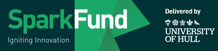 SparkFund
Igniting Innovation
Delivered by
UNIVERSITY
OF HULL